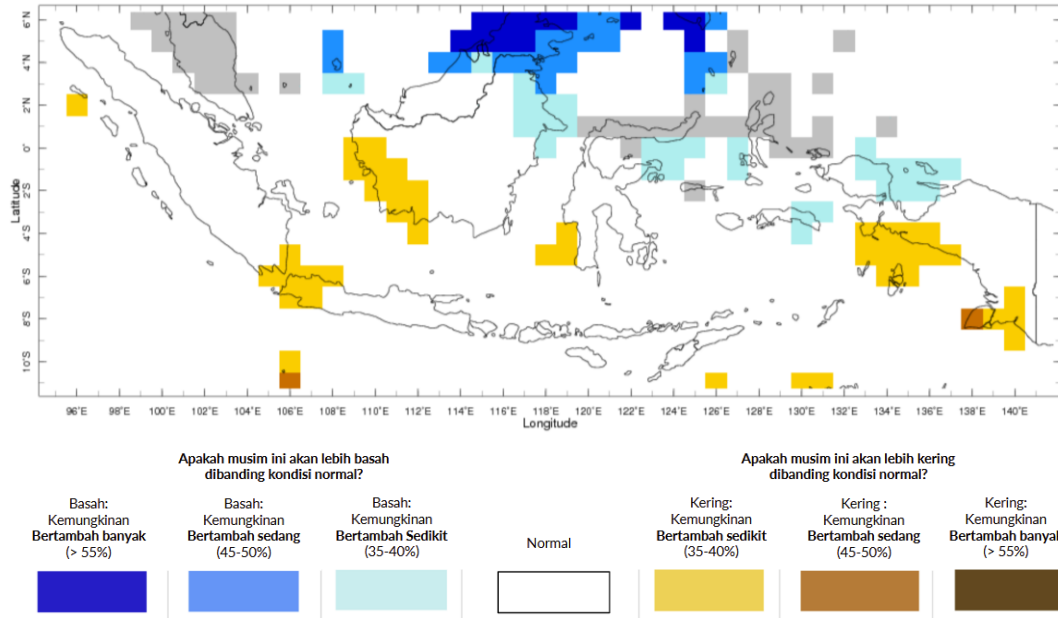 6°N
4°N
2°N
0°
2°S
4°S
6°S
8°S
10°S
Latitude
96°E 98°E 100°E 102°E 104°E 106°E 108°E 110°E 112°E 114°E 116°E 118°E 120°E 122°E 124°E 126°E 128°E 130°E 132°E 134°E 136°E 138°E 140°E
Longitude
Apakah musim ini akan lebih basah
dibanding kondisi normal?
Basah:
Kemungkinan
Bertambah banyak
(> 55%)
Basah:
Kemungkinan
Bertambah sedang
(45-50%)
Basah:
Kemungkinan
Bertambah Sedikit
(35-40%)
Normal
Apakah musim ini akan lebih kering
dibanding kondisi normal?
Kering:
Kemungkinan
Bertambah sedikit
(35-40%)
Kering :
Kemungkinan
Bertambah sedang
(45-50%)
Kering:
Kemungkinan
Bertambah banyak
(> 55%)